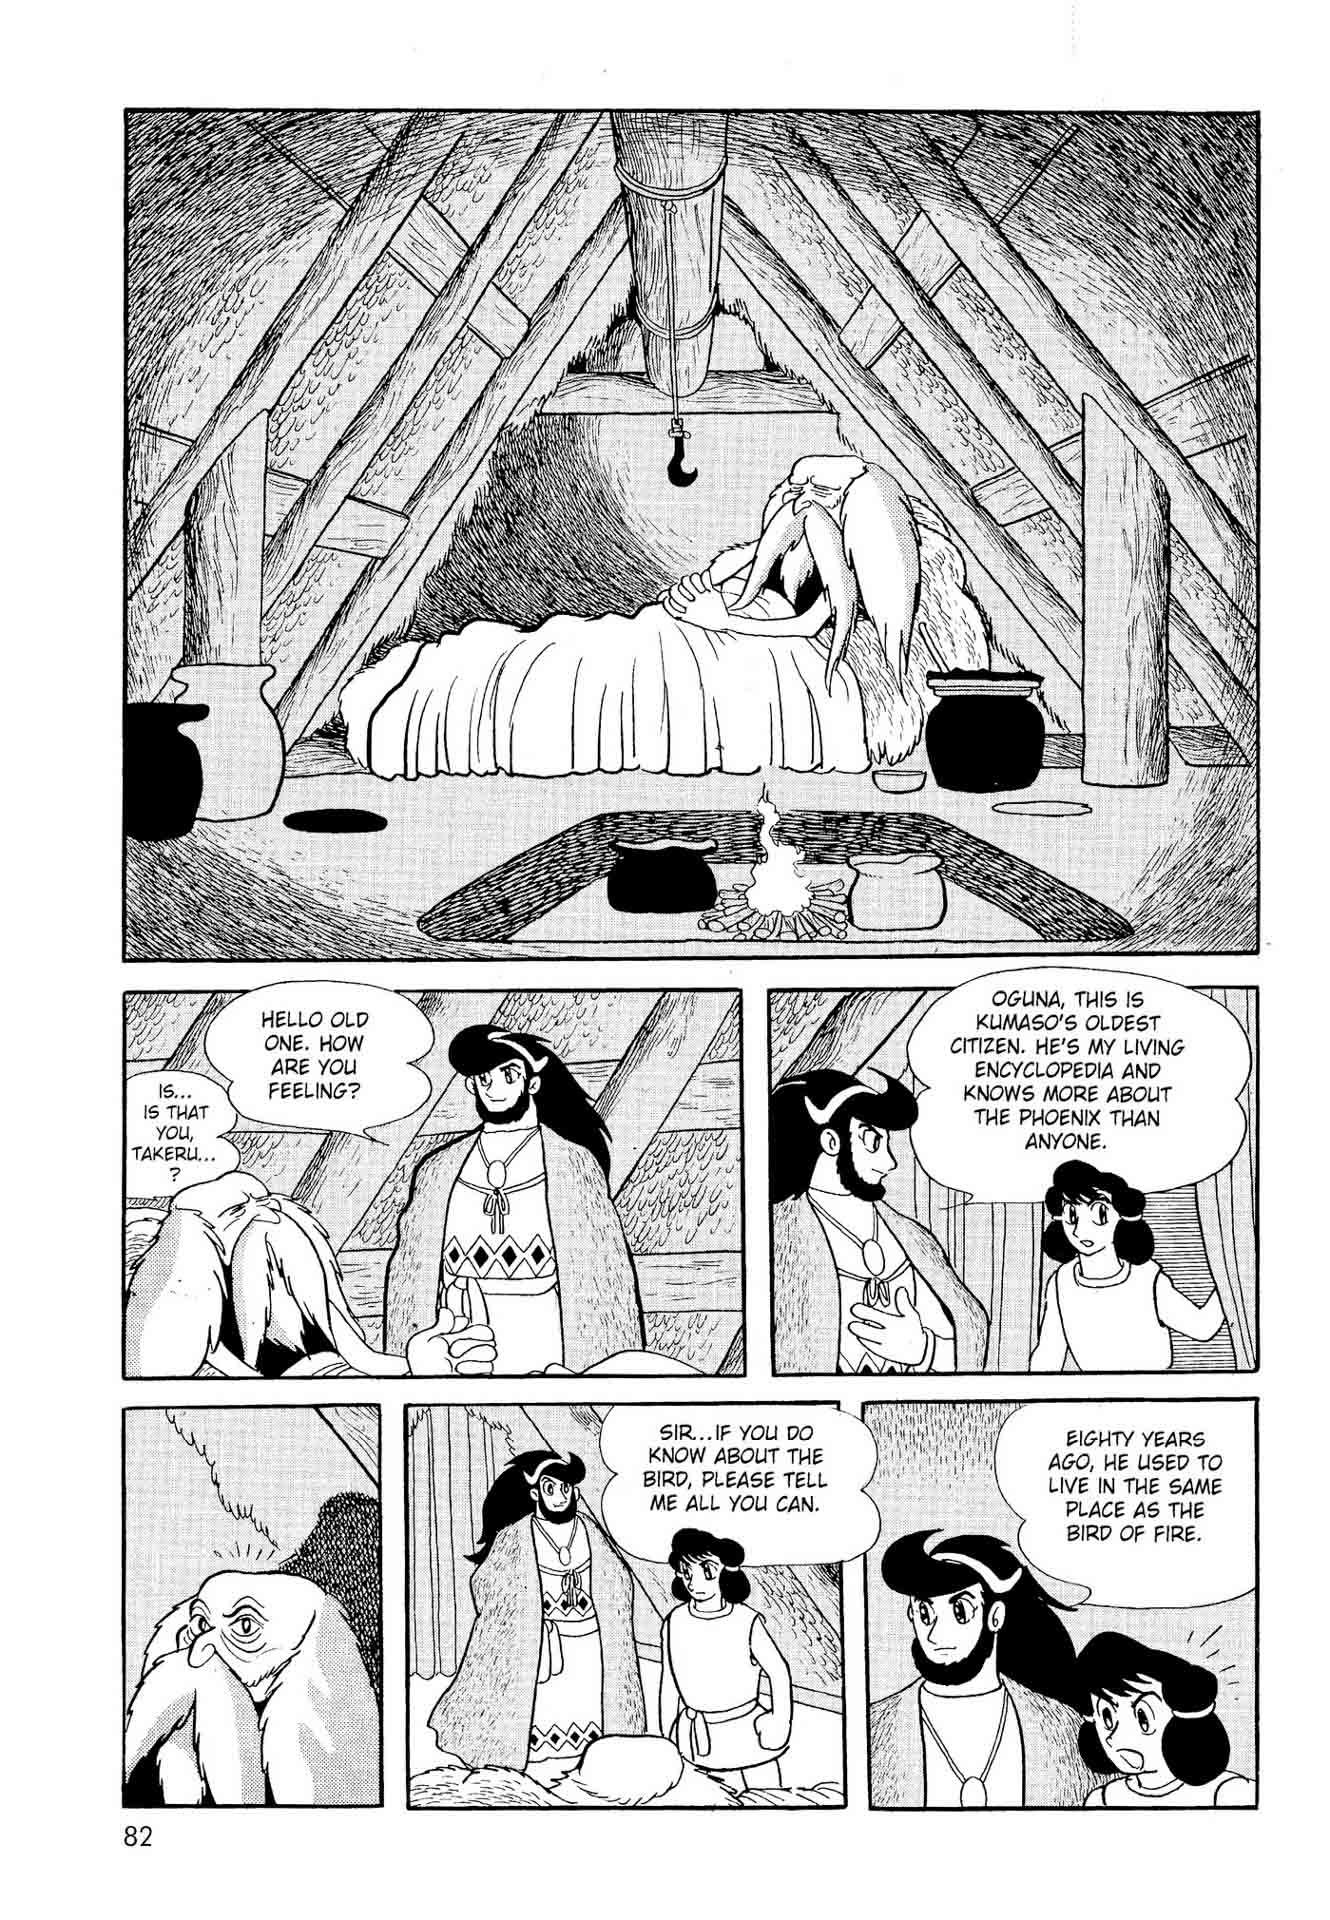 HELLO OLD
ONE. HOW
ARE YOU
FEELING?
IS...
IS THAT
YOU,
TAKERU...
?
OGUNA, THIS IS
KUMASO'S OLDEST
CITIZEN. HE'S MY LIVING
ENCYCLOPEDIA AND
KNOWS MORE ABOUT
THE PHOENIX THAN
ANYONE.
SIR...IF YOU DO
KNOW ABOUT THE
BIRD, PLEASE TELL
ME ALL YOU CAN.
EIGHTY YEARS
AGO, HE USED TO
LIVE IN THE SAME
PLACE AS THE
BIRD OF FIRE.
82